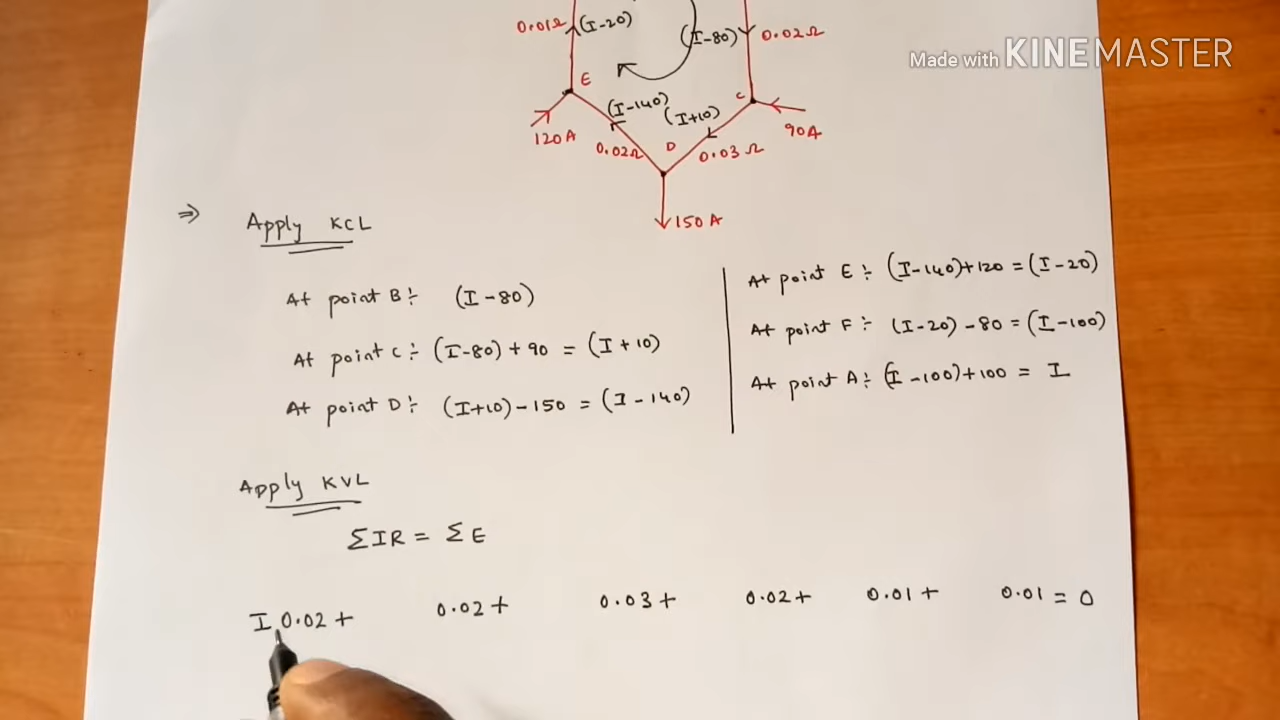 Made with KINEMASTER
0.01Ω (I-20)
(I-80) 0.02Ω
E
C
(I-140) (I+10)
120A 90A
0.02Ω D 0.03Ω
150A
⇒ Apply KCL
At point B:- (I-80)
At point C:- (I-80)+90 = (I+10)
At point D:- (I+10)-150 = (I-140)
At point E:- (I-140)+120 = (I-20)
At point F:- (I-20)-80 = (I-100)
At point A:- (I-100)+100 = I
Apply KVL
ΣIR = ΣE
I 0.02+ 0.02+ 0.03+ 0.02+ 0.01+ 0.01 = 0